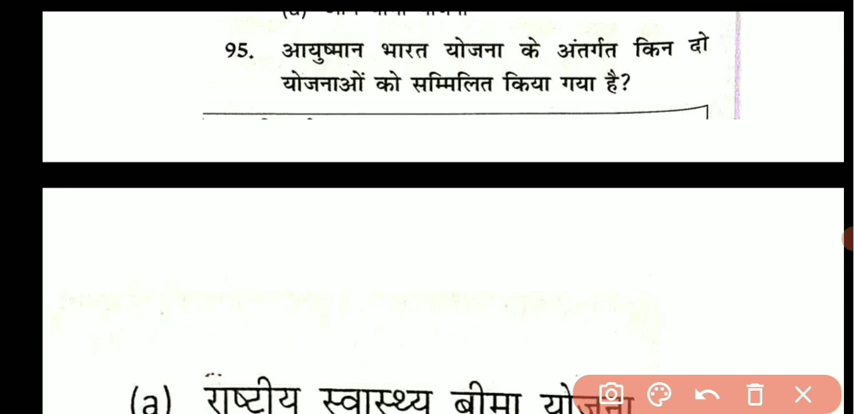 95. आयुष्मान भारत योजना के अंतर्गत किन दो
योजनाओं को सम्मिलित किया गया है?
(a) राष्टीय स्वास्थ्य बीमा योजना